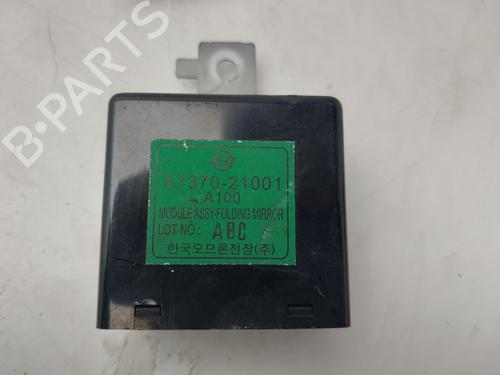 B-PARTS
87370-21001
A100
MODULE ASSY-FOLDING MIRROR
LOT NO.: ABC
한국오므론전장(주)